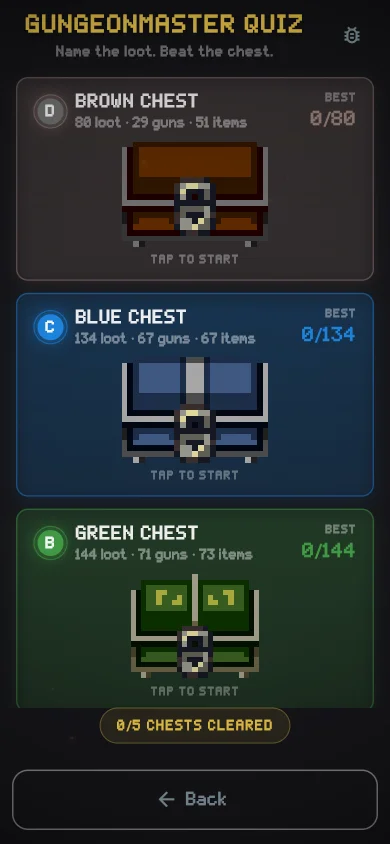 GUNGEONMASTER QUIZ
Name the loot. Beat the chest.
D
BROWN CHEST
BEST
80 loot · 29 guns · 51 items
0/80
TAP TO START
C
BLUE CHEST
BEST
134 loot · 67 guns · 67 items
0/134
TAP TO START
B
GREEN CHEST
BEST
144 loot · 71 guns · 73 items
0/144
TAP TO START
0/5 CHESTS CLEARED
← Back